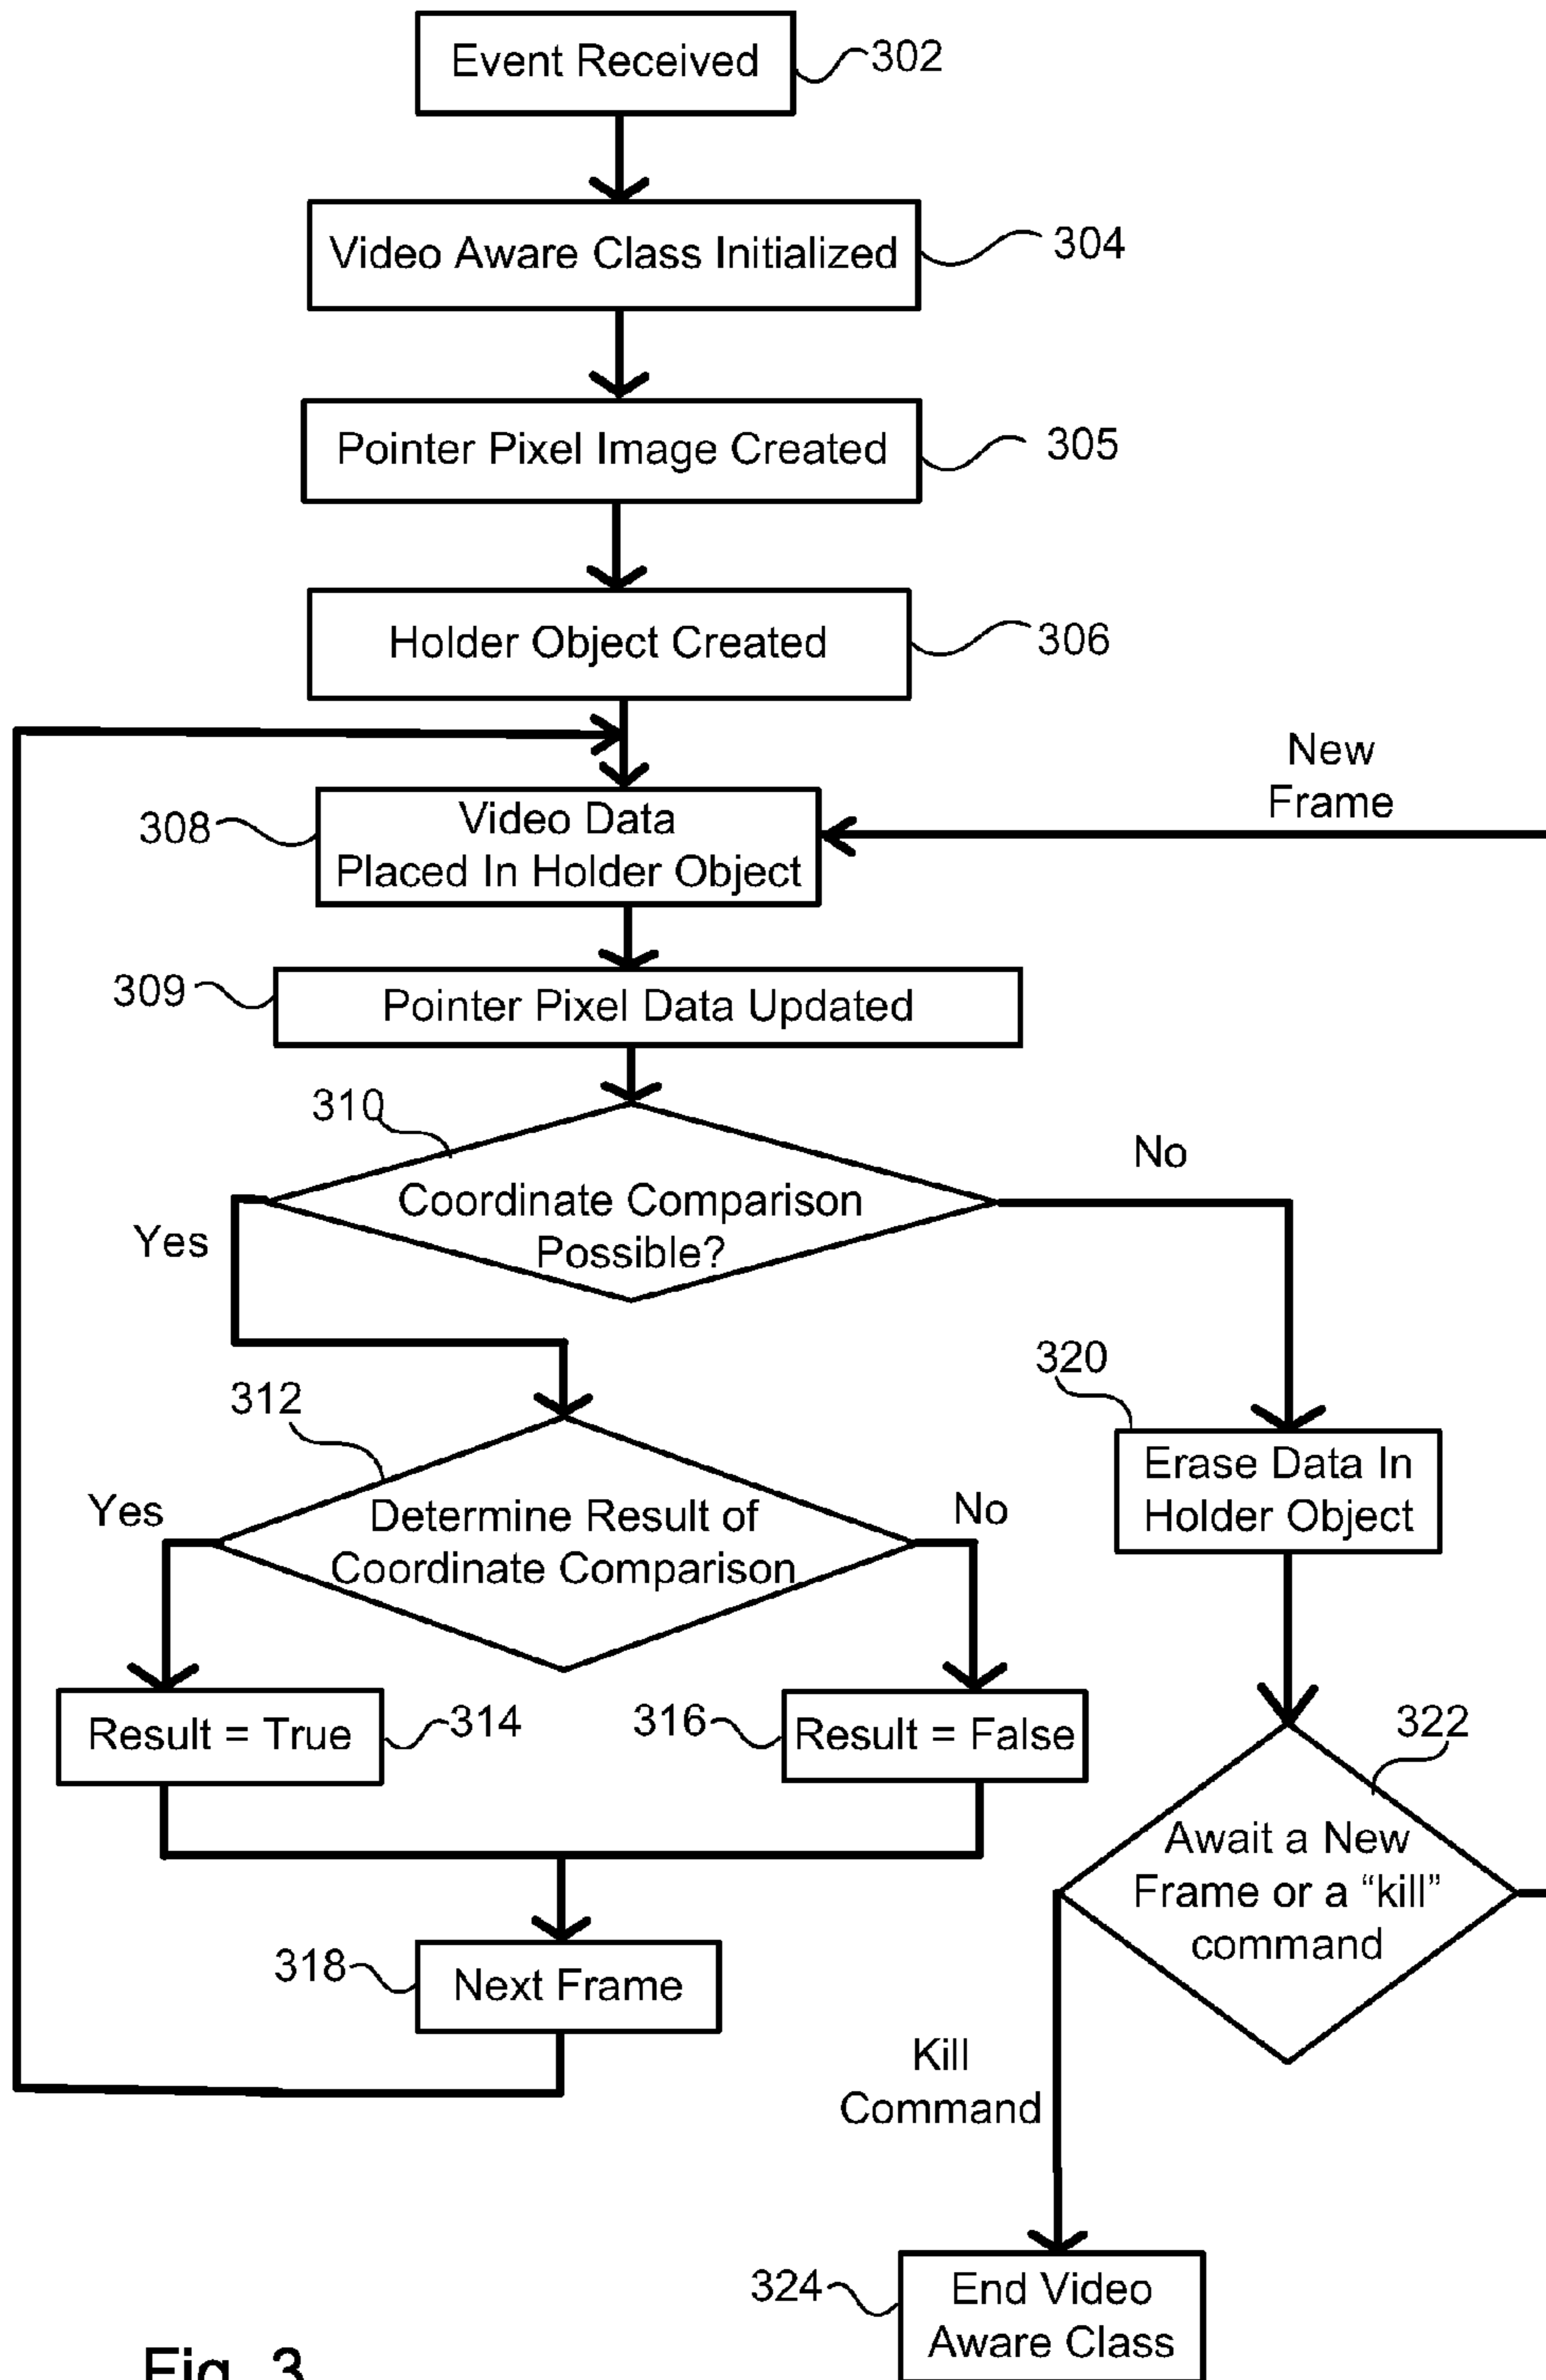 Event Received
302
Video Aware Class Initialized
304
Pointer Pixel Image Created
305
Holder Object Created
306
New
Frame
308
Video Data
Placed In Holder Object
309
Pointer Pixel Data Updated
310
Coordinate Comparison
Possible?
Yes
No
312
Determine Result of
Coordinate Comparison
Yes
No
320
Erase Data In
Holder Object
Result = True
314
316
Result = False
322
Await a New
Frame or a “kill”
command
318
Next Frame
Kill
Command
324
End Video
Aware Class
Fig. 3